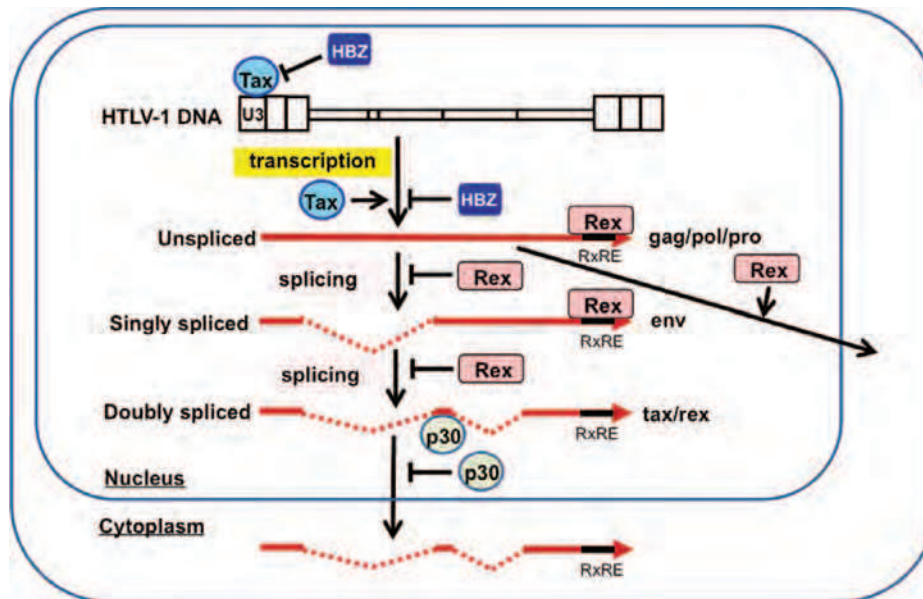 HBZ
Tax
HTLV-1 DNA
U3
transcription
Tax
HBZ
Rex
Unspliced
gag/pol/pro
RxRE
Rex
splicing
Rex
Rex
Singly spliced
env
RxRE
splicing
Rex
Doubly spliced
tax/rex
p30
RxRE
p30
Nucleus
Cytoplasm
RxRE